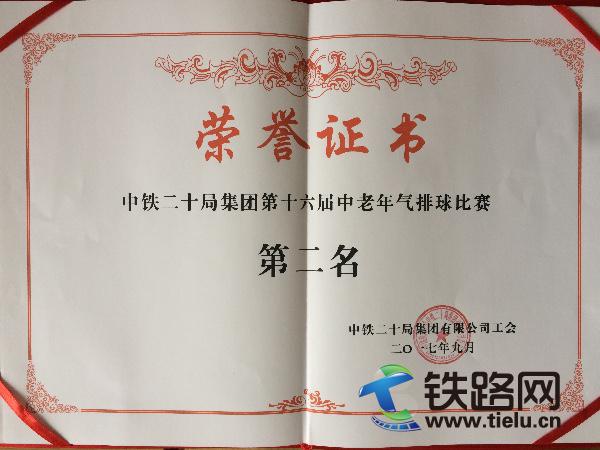 荣誉证书
中铁二十局集团第十六届中老年气排球比赛
第二名
中铁二十局集团有限公司工会
二〇一七年九月
铁路网
www.tielu.cn